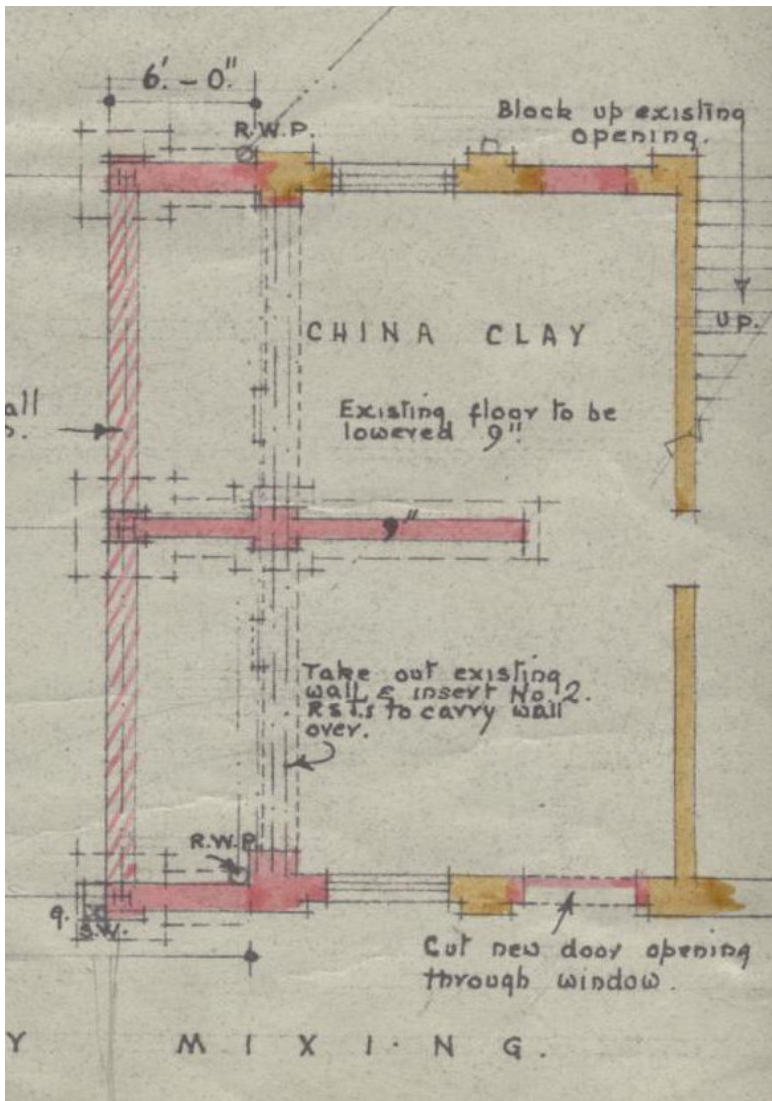 6'.-0".
R.W.P.
Block up existing
opening.
UP.
CHINA CLAY
all
Existing floor to be
lowered 9".
9"
Take out existing
wall & insert No 2.
R.S.J.s to carry wall
over.
R.W.P.
9.
S.W.
Cut new door opening
through window.
Y MIXING.